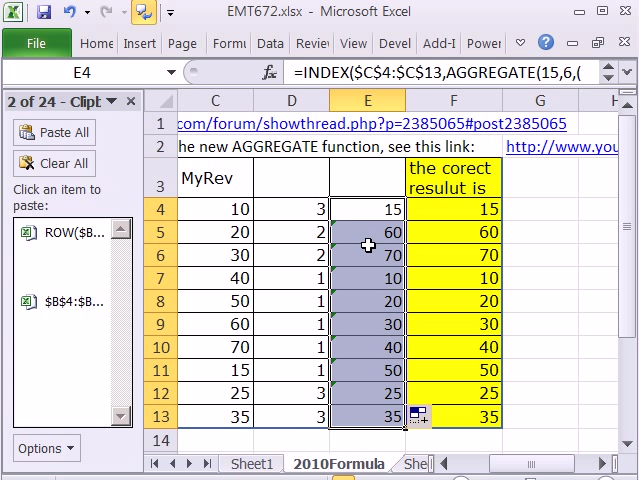 EMT672.xlsx - Microsoft Excel
File Home Inser Page Form Data Reviev View Devel Add-I Power
E4 fx =INDEX($C$4:$C$13,AGGREGATE(15,6,(
2 of 24 - Clipb
Paste All
Clear All
Click an item to
paste:
ROW($B...
$B$4:$B...
Options
C D E F G H
1 com/forum/showthread.php?p=2385065#post2385065
2 he new AGGREGATE function, see this link: http://www.you
3 MyRev the corect
resulut is
4 10 3 15 15
5 20 2 60 60
6 30 2 70 70
7 40 1 10 10
8 50 1 20 20
9 60 1 30 30
10 70 1 40 40
11 15 1 50 50
12 25 3 25 25
13 35 3 35 35
14
Sheet1 2010Formula She